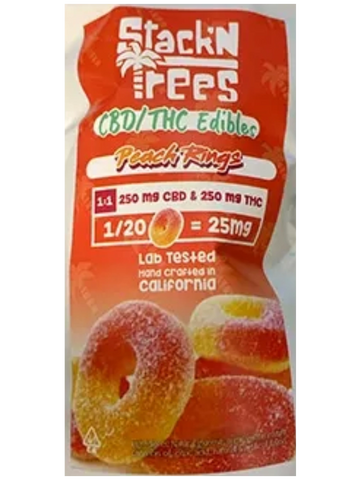 Stack'N
Trees
CBD/THC Edibles
Peach Rings
1:1 250 mg CBD & 250 mg THC
1/20 = 25mg
Lab Tested
Hand Crafted in
California